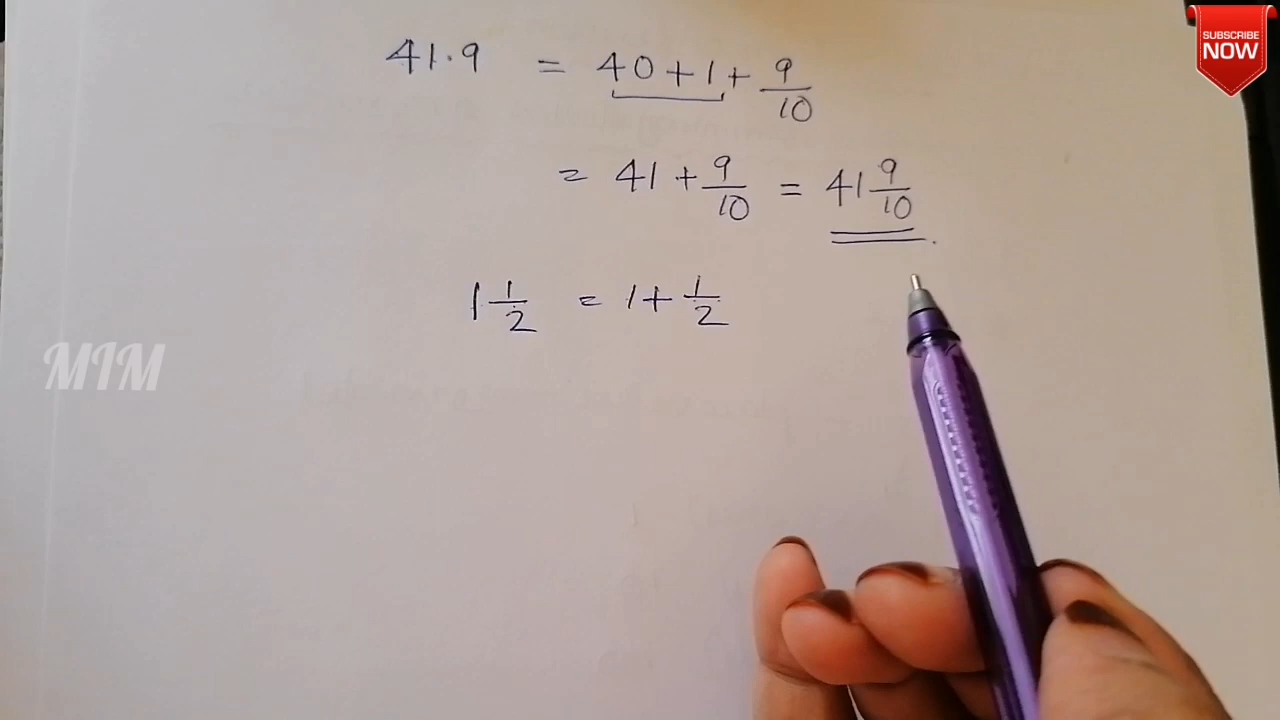 SUBSCRIBE
NOW
41.9 = 40+1+ 9/10
= 41 + 9/10 = 41 9/10
1 1/2 = 1+ 1/2
MIM